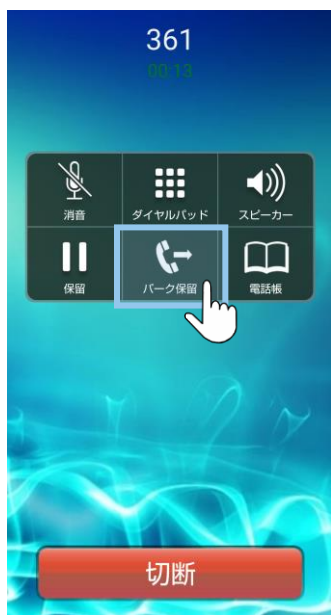 361
00:13
消音
ダイヤルパッド
スピーカー
保留
パーク保留
電話帳
切断